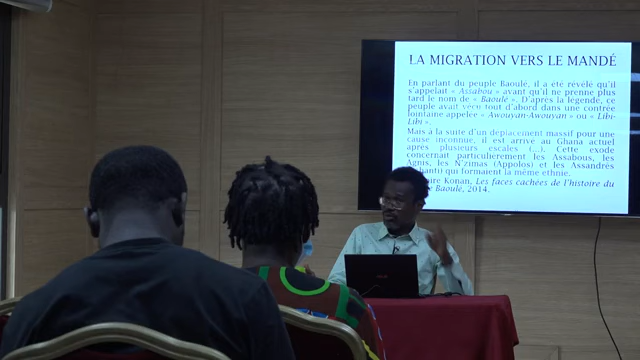 LA MIGRATION VERS LE MANDÉ
En parlant du peuple Baoulé, il a été révélé qu'il
s'appelait « Assabou » avant qu'il ne prenne plus
tard le nom de « Baoulé ». D'après la légende, ce
peuple avait vécu tout d'abord dans une contrée
lointaine appelée « Awouyan-Awouyan » ou « Libi-
Libi ».
Mais à la suite d'un déplacement massif pour une
cause inconnue, il est arrivé au Ghana actuel
après plusieurs escales (...). Cette exode
concernait particulièrement les Assabous, les
Agnis, les N'zimas (Appolos) et les Assandrés
qui formaient la même ethnie.
Konan, Les faces cachées de l'histoire du
Baoulé, 2014.